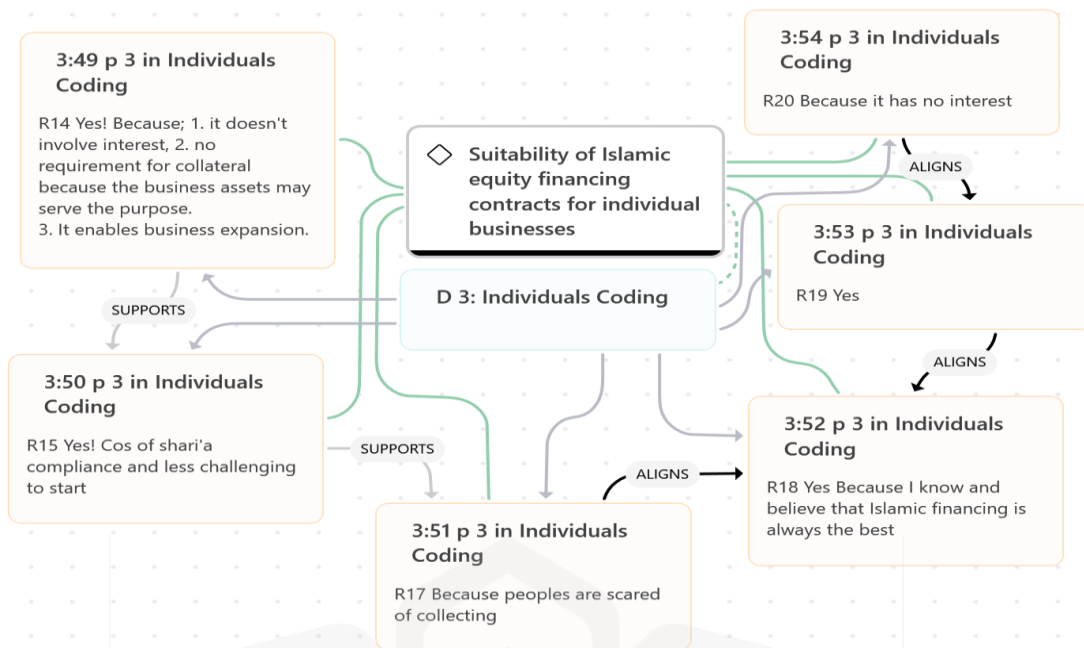 3:49 p 3 in Individuals
Coding
R14 Yes! Because; 1. it doesn't
involve interest, 2. no
requirement for collateral
because the business assets may
serve the purpose.
3. It enables business expansion.
Suitability of Islamic
equity financing
contracts for individual
businesses
D 3: Individuals Coding
3:54 p 3 in Individuals
Coding
R20 Because it has no interest
ALIGNS
3:53 p 3 in Individuals
Coding
R19 Yes
ALIGNS
SUPPORTS
3:50 p 3 in Individuals
Coding
R15 Yes! Cos of shari'a
compliance and less challenging
to start
SUPPORTS
3:51 p 3 in Individuals
Coding
R17 Because peoples are scared
of collecting
ALIGNS
3:52 p 3 in Individuals
Coding
R18 Yes Because I know and
believe that Islamic financing is
always the best